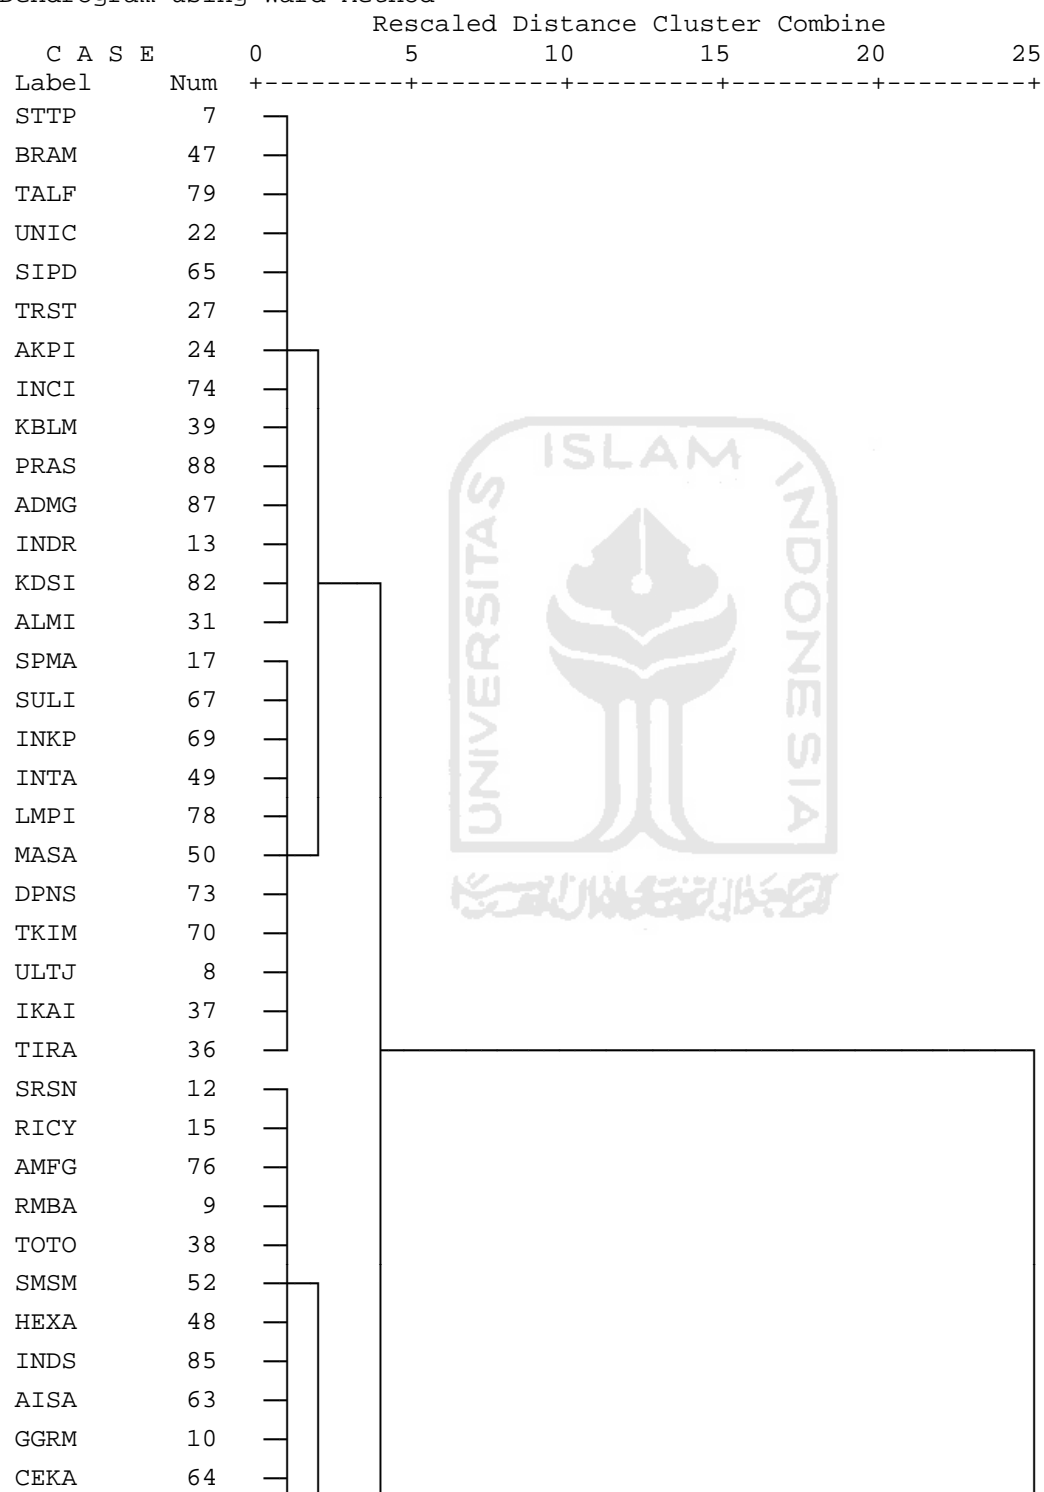 Dendrogram using Ward Method
Rescaled Distance Cluster Combine
C A S E 0 5 10 15 20 25
Label Num +---------+---------+---------+---------+---------+
STTP 7
BRAM 47
TALF 79
UNIC 22
SIPD 65
TRST 27
AKPI 24
INCI 74
KBLM 39
PRAS 88
ADMG 87
INDR 13
KDSI 82
ALMI 31
SPMA 17
SULI 67
INKP 69
INTA 49
LMPI 78
MASA 50
DPNS 73
TKIM 70
ULTJ 8
IKAI 37
TIRA 36
SRSN 12
RICY 15
AMFG 76
RMBA 9
TOTO 38
SMSM 52
HEXA 48
INDS 85
AISA 63
GGRM 10
CEKA 64
UNIVERSITAS ISLAM INDONESIA